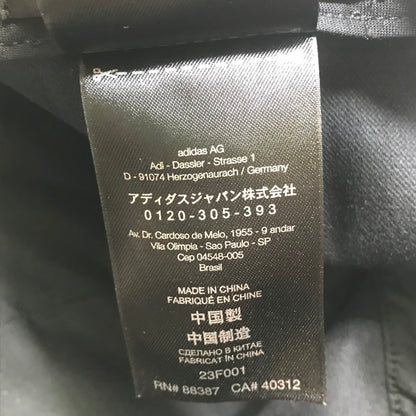 adidas AG
Adi - Dassler - Strasse 1
D - 91074 Herzogenaurach / Germany
アディダスジャパン株式会社
0120-305-393
Av. Dr. Cardoso de Melo, 1955 - 9 andar
Vila Olimpia - Sao Paulo - SP
Cep 04548-005
Brasil
MADE IN CHINA
FABRIQUÉ EN CHINE
中国製
中国制造
СДЕЛАНО В КИТАЕ
FABRICAT IN CHINA
23F001
RN# 88387 CA# 40312